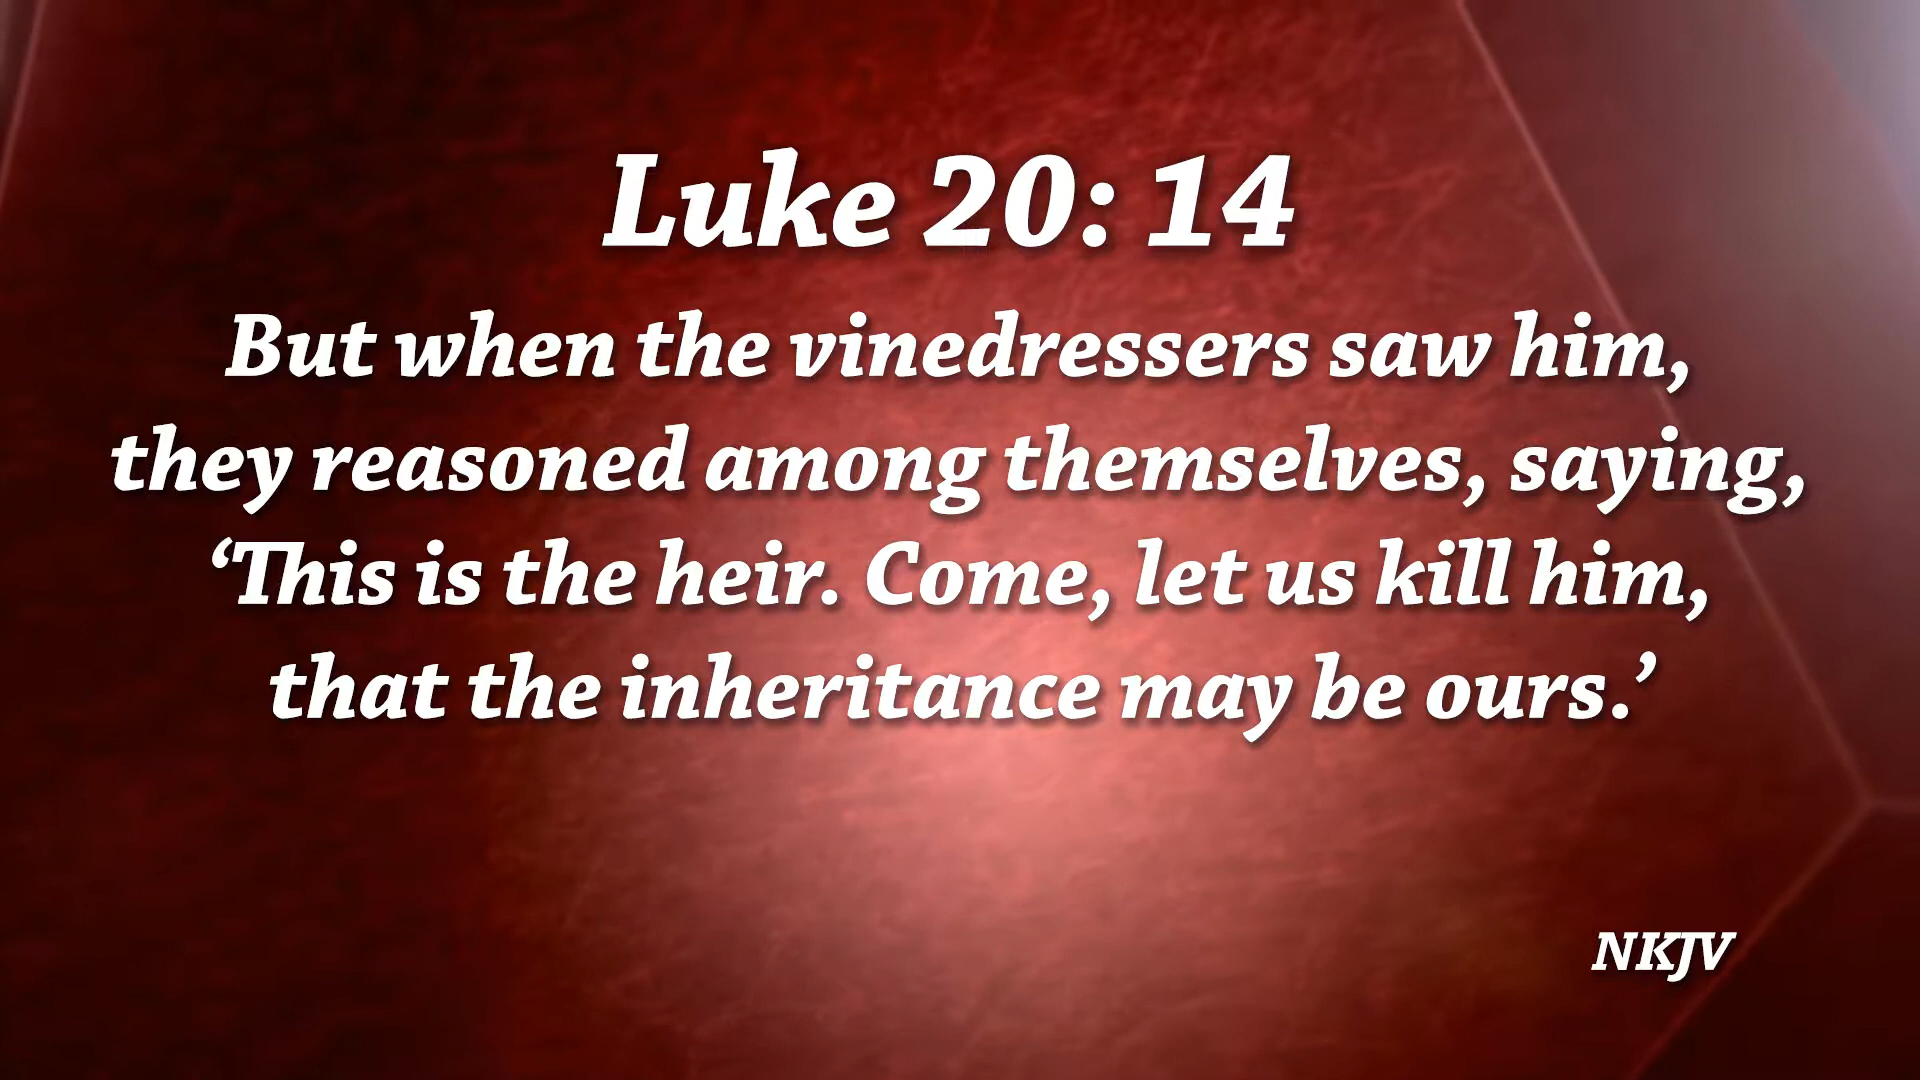 Luke 20: 14
But when the vinedressers saw him,
they reasoned among themselves, saying,
‘This is the heir. Come, let us kill him,
that the inheritance may be ours.’
NKJV